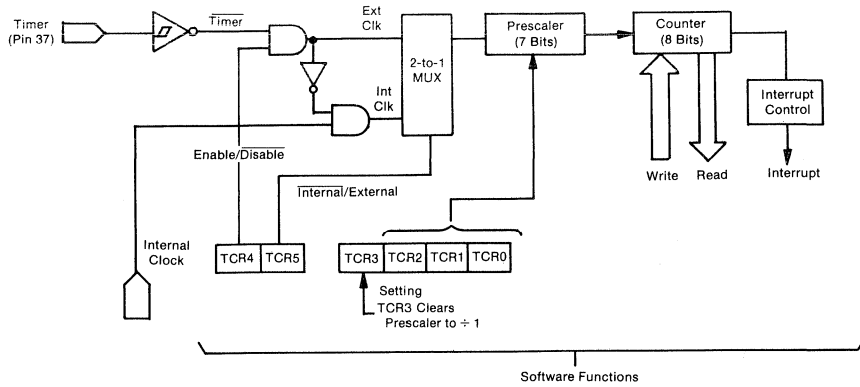 Timer
(Pin 37)
Timer
Ext
Clk
2-to-1
MUX
Prescaler
(7 Bits)
Counter
(8 Bits)
Int
Clk
Interrupt
Control
Enable/Disable
Internal/External
Write
Read
Interrupt
Internal
Clock
TCR4
TCR5
TCR3
TCR2
TCR1
TCR0
Setting
TCR3 Clears
Prescaler to ÷ 1
Software Functions